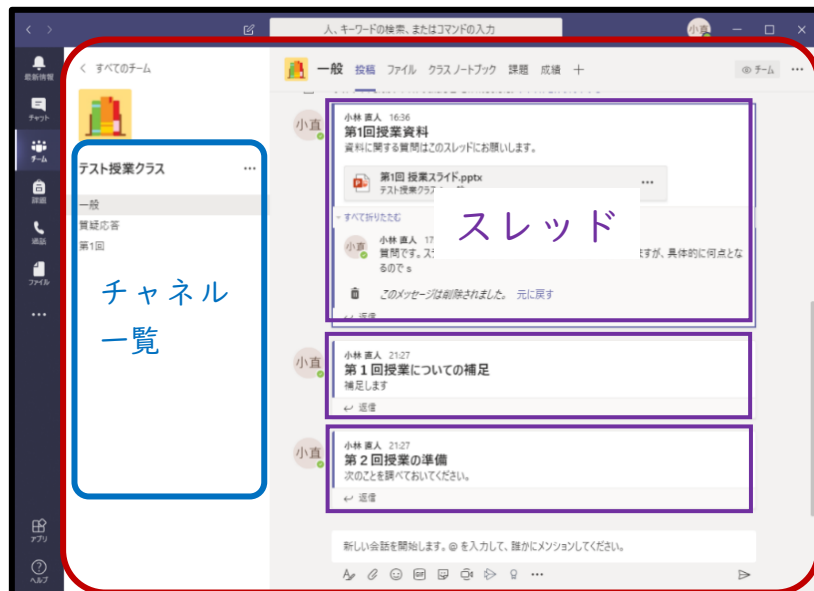 人、キーワードの検索、またはコマンドの入力
小直
最新情報
チャット
チーム
課題
通話
ファイル
アプリ
ヘルプ
すべてのチーム
テスト授業クラス
一般
質疑応答
第1回
チャネル
一覧
一般 投稿 ファイル クラス ノートブック 課題 成績 +
チーム
小直
小林 直人 16:36
第1回授業資料
資料に関する質問はこのスレッドにお願いします。
第1回 授業スライド.pptx
テスト授業クラス
すべて折りたたむ
スレッド
小直
小林 直人 17
質問です。ス
ますが、具体的に何点とな
るのでｓ
このメッセージは削除されました。 元に戻す
返信
小直
小林 直人 21:27
第１回授業についての補足
補足します
返信
小直
小林 直人 21:27
第２回授業の準備
次のことを調べておいてください。
返信
新しい会話を開始します。@ を入力して、誰かにメンションしてください。
GIF